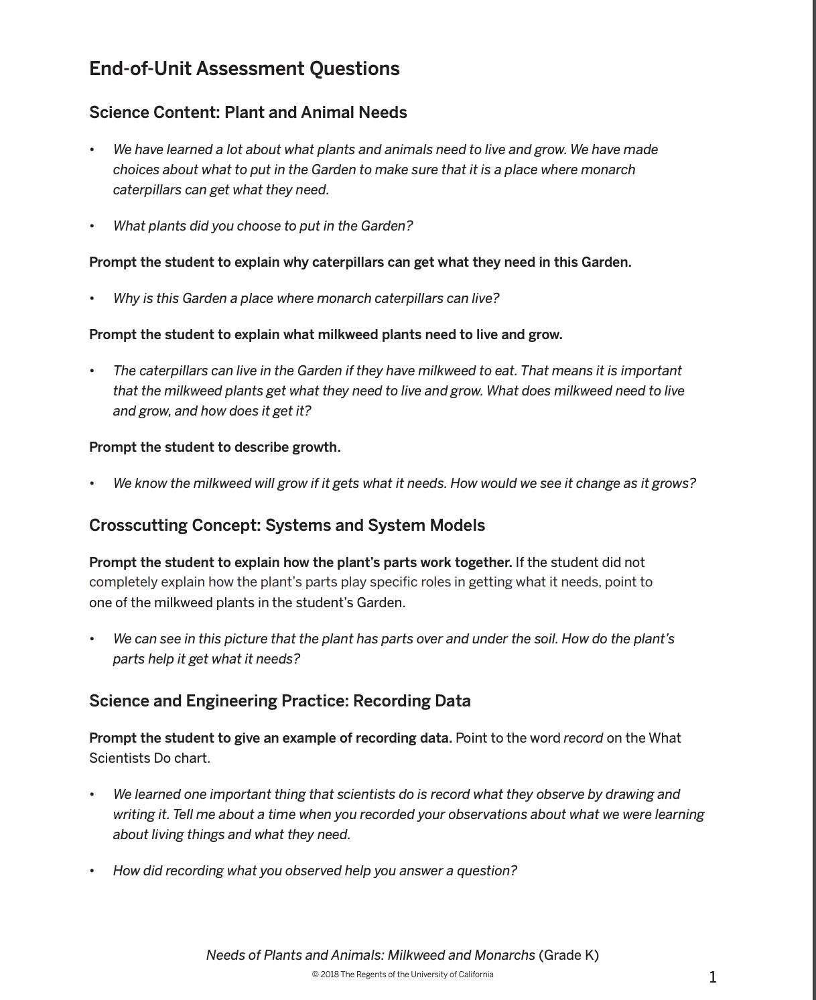 End-of-Unit Assessment Questions
Science Content: Plant and Animal Needs
• We have learned a lot about what plants and animals need to live and grow. We have made
choices about what to put in the Garden to make sure that it is a place where monarch
caterpillars can get what they need.
• What plants did you choose to put in the Garden?
Prompt the student to explain why caterpillars can get what they need in this Garden.
• Why is this Garden a place where monarch caterpillars can live?
Prompt the student to explain what milkweed plants need to live and grow.
• The caterpillars can live in the Garden if they have milkweed to eat. That means it is important
that the milkweed plants get what they need to live and grow. What does milkweed need to live
and grow, and how does it get it?
Prompt the student to describe growth.
• We know the milkweed will grow if it gets what it needs. How would we see it change as it grows?
Crosscutting Concept: Systems and System Models
Prompt the student to explain how the plant's parts work together. If the student did not
completely explain how the plant's parts play specific roles in getting what it needs, point to
one of the milkweed plants in the student's Garden.
• We can see in this picture that the plant has parts over and under the soil. How do the plant's
parts help it get what it needs?
Science and Engineering Practice: Recording Data
Prompt the student to give an example of recording data. Point to the word record on the What
Scientists Do chart.
• We learned one important thing that scientists do is record what they observe by drawing and
writing it. Tell me about a time when you recorded your observations about what we were learning
about living things and what they need.
• How did recording what you observed help you answer a question?
Needs of Plants and Animals: Milkweed and Monarchs (Grade K)
© 2018 The Regents of the University of California
1